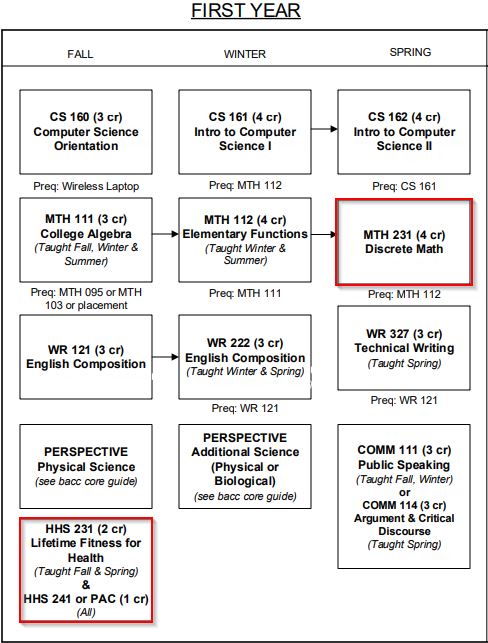 FIRST YEAR
FALL
WINTER
SPRING
CS 160 (3 cr)
Computer Science
Orientation
Preq: Wireless Laptop
CS 161 (4 cr)
Intro to Computer
Science I
Preq: MTH 112
CS 162 (4 cr)
Intro to Computer
Science II
Preq: CS 161
MTH 111 (3 cr)
College Algebra
(Taught Fall, Winter &
Summer)
Preq: MTH 095 or MTH
103 or placement
MTH 112 (4 cr)
Elementary Functions
(Taught Winter &
Summer)
Preq: MTH 111
MTH 231 (4 cr)
Discrete Math
Preq: MTH 112
WR 121 (3 cr)
English Composition
WR 222 (3 cr)
English Composition
(Taught Winter & Spring)
Preq: WR 121
WR 327 (3 cr)
Technical Writing
(Taught Spring)
Preq: WR 121
PERSPECTIVE
Physical Science
(see bacc core guide)
PERSPECTIVE
Additional Science
(Physical or
Biological)
(see bacc core guide)
COMM 111 (3 cr)
Public Speaking
(Taught Fall, Winter)
or
COMM 114 (3 cr)
Argument & Critical
Discourse
(Taught Spring)
HHS 231 (2 cr)
Lifetime Fitness for
Health
(Taught Fall & Spring)
&
HHS 241 or PAC (1 cr)
(All)